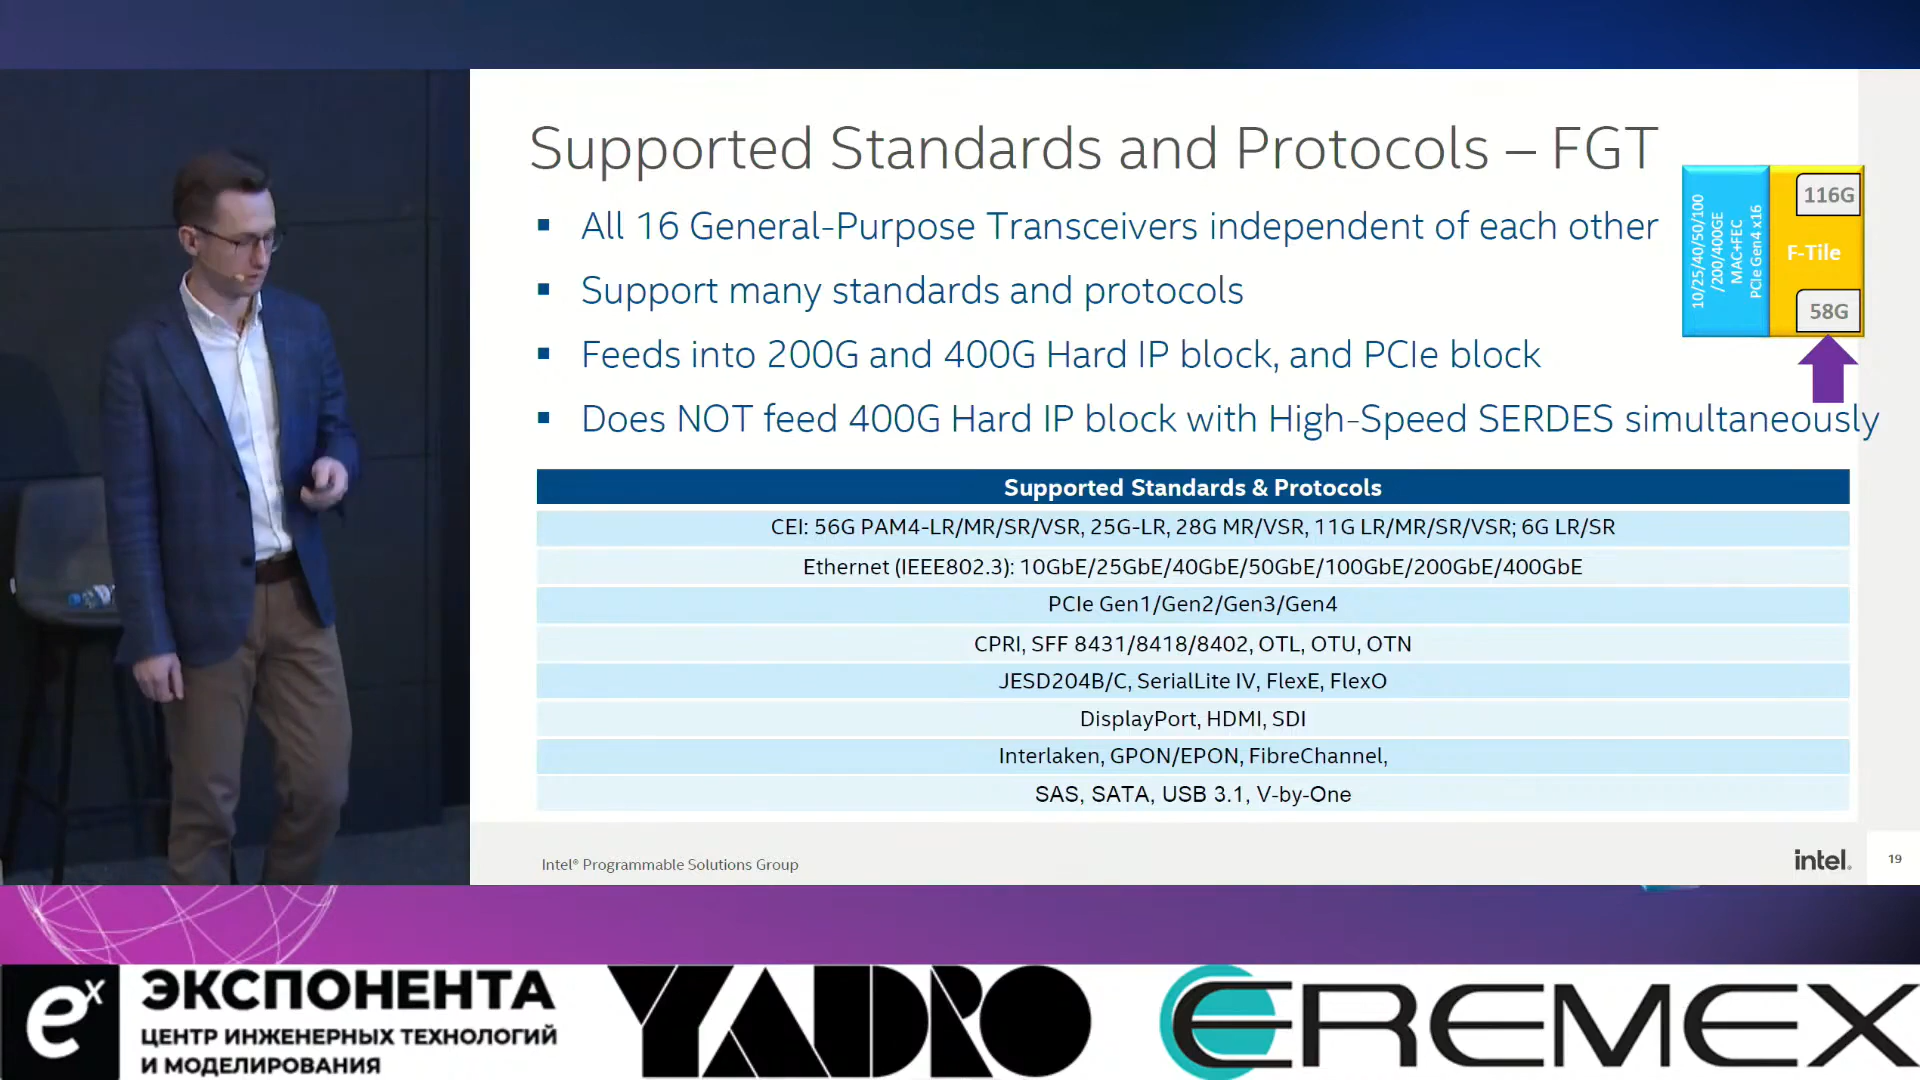 Supported Standards and Protocols – FGT
▪ All 16 General-Purpose Transceivers independent of each other
▪ Support many standards and protocols
▪ Feeds into 200G and 400G Hard IP block, and PCIe block
▪ Does NOT feed 400G Hard IP block with High-Speed SERDES simultaneously
10/25/40/50/100
/200/400GE
MAC+FEC
PCIe Gen4 x16
116G
F-Tile
58G
Supported Standards & Protocols
CEI: 56G PAM4-LR/MR/SR/VSR, 25G-LR, 28G MR/VSR, 11G LR/MR/SR/VSR; 6G LR/SR
Ethernet (IEEE802.3): 10GbE/25GbE/40GbE/50GbE/100GbE/200GbE/400GbE
PCIe Gen1/Gen2/Gen3/Gen4
CPRI, SFF 8431/8418/8402, OTL, OTU, OTN
JESD204B/C, SerialLite IV, FlexE, FlexO
DisplayPort, HDMI, SDI
Interlaken, GPON/EPON, FibreChannel,
SAS, SATA, USB 3.1, V-by-One
Intel® Programmable Solutions Group
intel.
19
ex
ЭКСПОНЕНТА
ЦЕНТР ИНЖЕНЕРНЫХ ТЕХНОЛОГИЙ
И МОДЕЛИРОВАНИЯ
YADRO
EREMEX